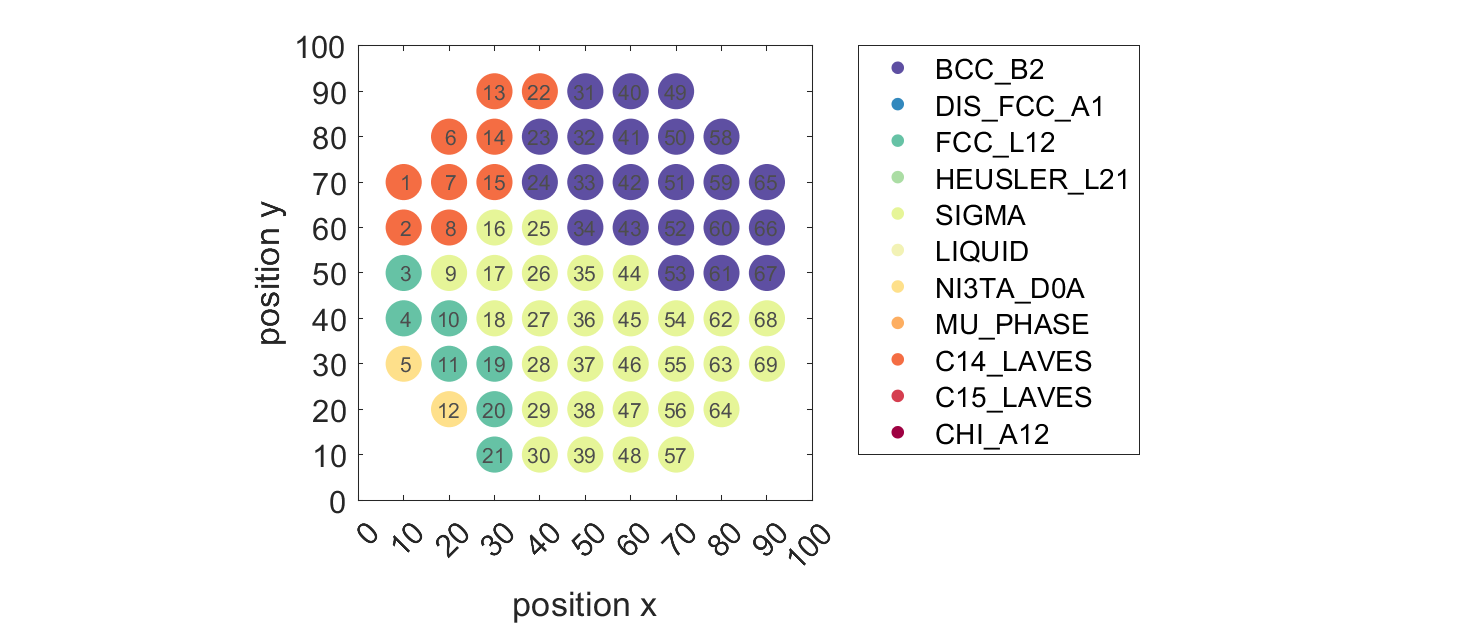 100
90 13 22 31 40 49
80 6 14 23 32 41 50 58
70 1 7 15 24 33 42 51 59 65
60 2 8 16 25 34 43 52 60 66
50 3 9 17 26 35 44 53 61 67
40 4 10 18 27 36 45 54 62 68
30 5 11 19 28 37 46 55 63 69
20 12 20 29 38 47 56 64
10 21 30 39 48 57
0
position y
0 10 20 30 40 50 60 70 80 90 100
position x
BCC_B2
DIS_FCC_A1
FCC_L12
HEUSLER_L21
SIGMA
LIQUID
NI3TA_D0A
MU_PHASE
C14_LAVES
C15_LAVES
CHI_A12